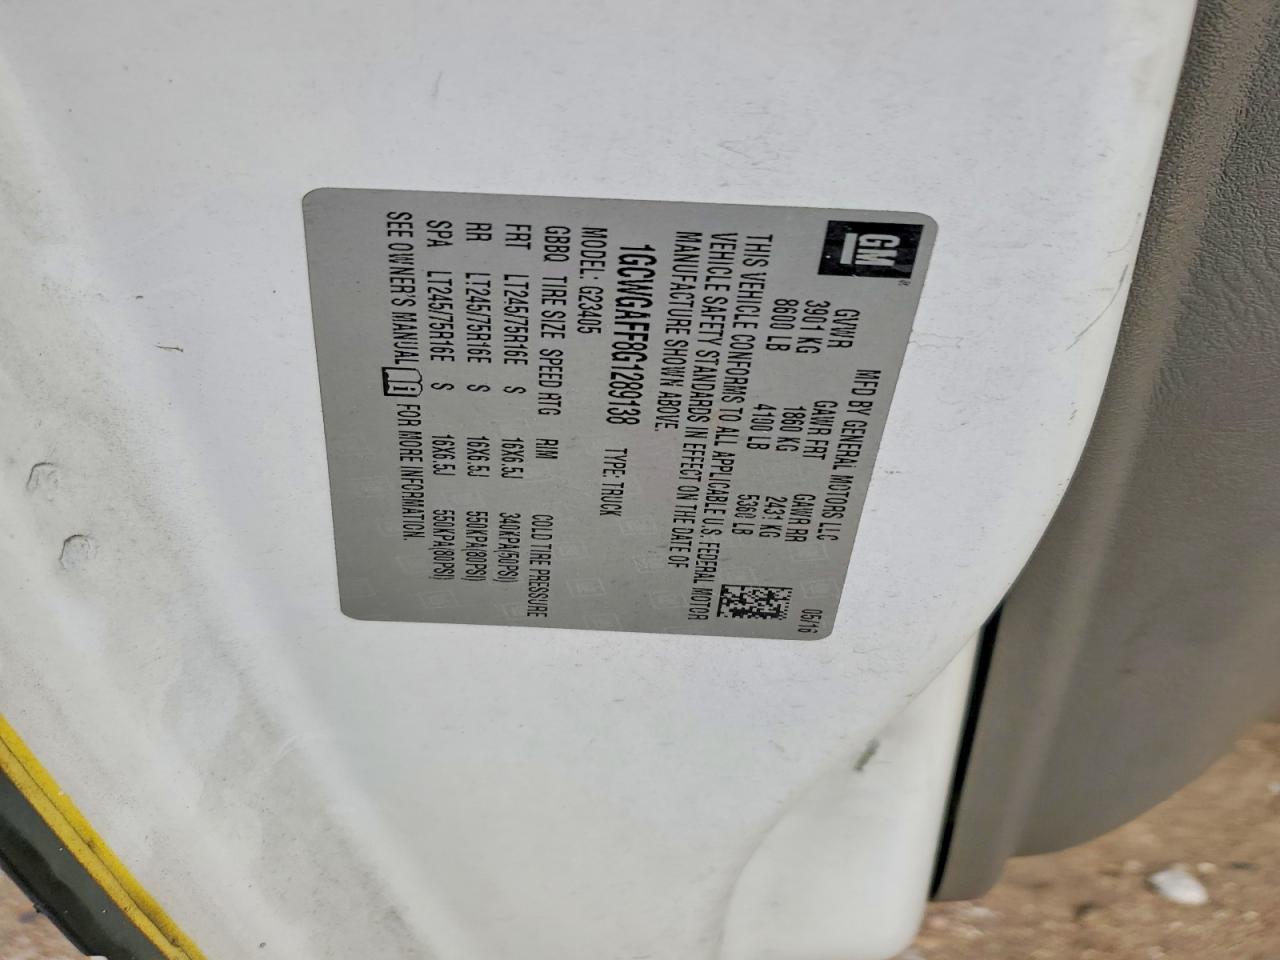 GM
MFD BY GENERAL MOTORS LLC 05/16
GVWR GAWR FRT GAWR RR
3901 KG 1860 KG 2431 KG
8600 LB 4100 LB 5360 LB
THIS VEHICLE CONFORMS TO ALL APPLICABLE U.S. FEDERAL MOTOR
VEHICLE SAFETY STANDARDS IN EFFECT ON THE DATE OF
MANUFACTURE SHOWN ABOVE.
1GCWGAFF8G1289138 TYPE: TRUCK
MODEL: G23405
GBBQ TIRE SIZE SPEED RTG RIM COLD TIRE PRESSURE
FRT LT245/75R16E S 16X6.5J 340KPA(50PSI)
RR LT245/75R16E S 16X6.5J 550KPA(80PSI)
SPA LT245/75R16E S 16X6.5J 550KPA(80PSI)
SEE OWNER'S MANUAL FOR MORE INFORMATION.